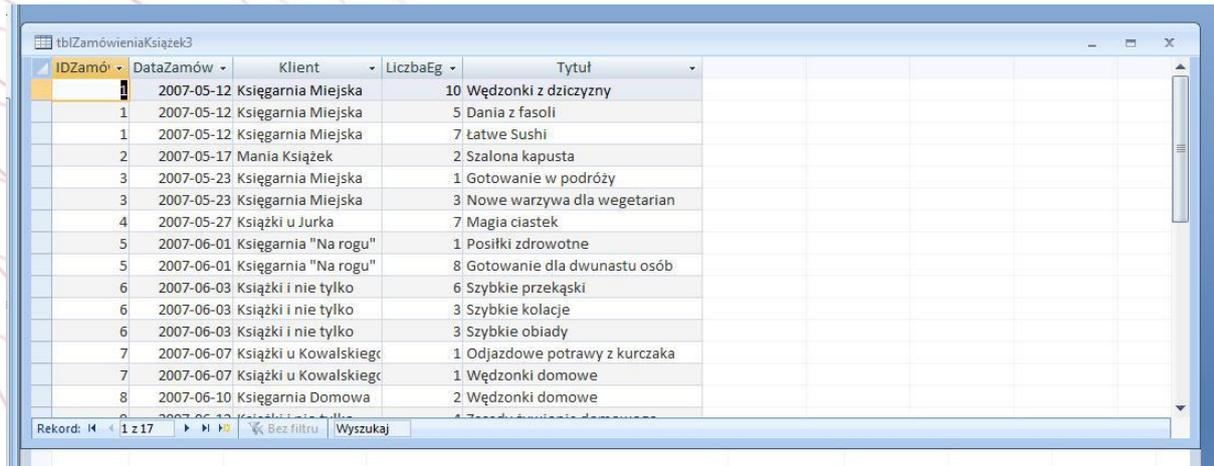 tblZamówieniaKsiążek3
IDZamó DataZamów Klient LiczbaEg Tytuł
1 2007-05-12 Księgarnia Miejska 10 Wędzonki z dziczyzny
1 2007-05-12 Księgarnia Miejska 5 Dania z fasoli
1 2007-05-12 Księgarnia Miejska 7 Łatwe Sushi
2 2007-05-17 Mania Książek 2 Szalona kapusta
3 2007-05-23 Księgarnia Miejska 1 Gotowanie w podróży
3 2007-05-23 Księgarnia Miejska 3 Nowe warzywa dla wegetarian
4 2007-05-27 Książki u Jurka 7 Magia ciastek
5 2007-06-01 Księgarnia "Na rogu" 1 Posiłki zdrowotne
5 2007-06-01 Księgarnia "Na rogu" 8 Gotowanie dla dwunastu osób
6 2007-06-03 Książki i nie tylko 6 Szybkie przekąski
6 2007-06-03 Książki i nie tylko 3 Szybkie kolacje
6 2007-06-03 Książki i nie tylko 3 Szybkie obiady
7 2007-06-07 Książki u Kowalskieg 1 Odjazdowe potrawy z kurczaka
7 2007-06-07 Książki u Kowalskieg 1 Wędzonki domowe
8 2007-06-10 Księgarnia Domowa 2 Wędzonki domowe
Rekord: 1 z 17 Bez filtru Wyszukaj